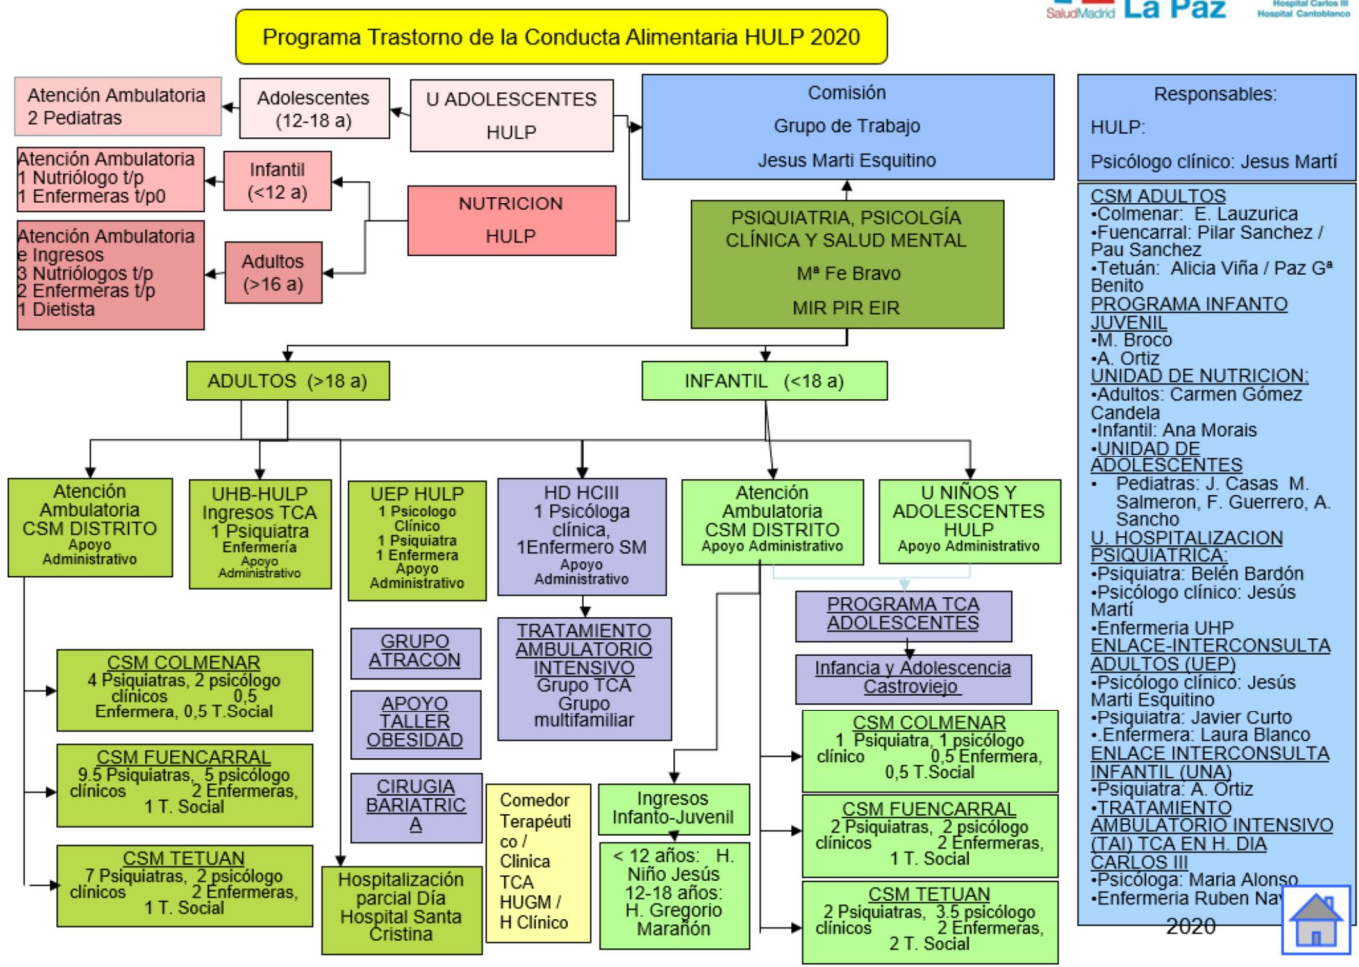 SaludMadrid La Paz
Hospital Carlos III
Hospital Cantoblanco
Programa Trastorno de la Conducta Alimentaria HULP 2020
Atención Ambulatoria
2 Pediatras
Adolescentes
(12-18 a)
U ADOLESCENTES
HULP
Comisión
Grupo de Trabajo
Jesus Marti Esquitino
Atención Ambulatoria
1 Nutriólogo t/p
1 Enfermeras t/p0
Infantil
(<12 a)
NUTRICION
HULP
Atención Ambulatoria
e Ingresos
3 Nutriólogos t/p
2 Enfermeras t/p
1 Dietista
Adultos
(>16 a)
PSIQUIATRIA, PSICOLGÍA
CLÍNICA Y SALUD MENTAL
Mª Fe Bravo
MIR PIR EIR
ADULTOS (>18 a)
INFANTIL (<18 a)
Atención
Ambulatoria
CSM DISTRITO
Apoyo
Administrativo
UHB-HULP
Ingresos TCA
1 Psiquiatra
Enfermería
Apoyo
Administrativo
UEP HULP
1 Psicologo
Clínico
1 Psiquiatra
1 Enfermera
Apoyo
Administrativo
HD HCIII
1 Psicóloga
clínica,
1Enfermero SM
Apoyo
Administrativo
Atención
Ambulatoria
CSM DISTRITO
Apoyo Administrativo
U NIÑOS Y
ADOLESCENTES
HULP
Apoyo Administrativo
CSM COLMENAR
4 Psiquiatras, 2 psicólogo
clínicos 0,5
Enfermera, 0,5 T.Social
CSM FUENCARRAL
9.5 Psiquiatras, 5 psicólogo
clínicos 2 Enfermeras,
1 T. Social
CSM TETUAN
7 Psiquiatras, 2 psicólogo
clínicos 2 Enfermeras,
1 T. Social
GRUPO
ATRACON
APOYO
TALLER
OBESIDAD
CIRUGIA
BARIATRIC
A
Hospitalización
parcial Día
Hospital Santa
Cristina
TRATAMIENTO
AMBULATORIO
INTENSIVO
Grupo TCA
Grupo
multifamiliar
Comedor
Terapéuti
co /
Clinica
TCA
HUGM /
H Clínico
Ingresos
Infanto-Juvenil
< 12 años: H.
Niño Jesús
12-18 años:
H. Gregorio
Marañón
PROGRAMA TCA
ADOLESCENTES
Infancia y Adolescencia
Castroviejo
CSM COLMENAR
1 Psiquiatra, 1 psicólogo
clínico 0,5 Enfermera,
0,5 T.Social
CSM FUENCARRAL
2 Psiquiatras, 2 psicólogo
clínicos 2 Enfermeras,
1 T. Social
CSM TETUAN
2 Psiquiatras, 3.5 psicólogo
clínicos 2 Enfermeras,
2 T. Social
Responsables:
HULP:
Psicólogo clínico: Jesus Martí
CSM ADULTOS
•Colmenar: E. Lauzurica
•Fuencarral: Pilar Sanchez /
Pau Sanchez
•Tetuán: Alicia Viña / Paz Gª
Benito
PROGRAMA INFANTO
JUVENIL
•M. Broco
•A. Ortiz
UNIDAD DE NUTRICION:
•Adultos: Carmen Gómez
Candela
•Infantil: Ana Morais
•UNIDAD DE
ADOLESCENTES
• Pediatras: J. Casas M.
Salmeron, F. Guerrero, A.
Sancho
U. HOSPITALIZACION
PSIQUIATRICA:
•Psiquiatra: Belén Bardón
•Psicólogo clínico: Jesús
Martí
•Enfermeria UHP
ENLACE-INTERCONSULTA
ADULTOS (UEP)
•Psicólogo clínico: Jesús
Marti Esquitino
•Psiquiatra: Javier Curto
•.Enfermera: Laura Blanco
ENLACE INTERCONSULTA
INFANTIL (UNA)
•Psiquiatra: A. Ortiz
•TRATAMIENTO
AMBULATORIO INTENSIVO
(TAI) TCA EN H. DIA
CARLOS III
•Psicóloga: Maria Alonso
•Enfermeria Ruben
2020